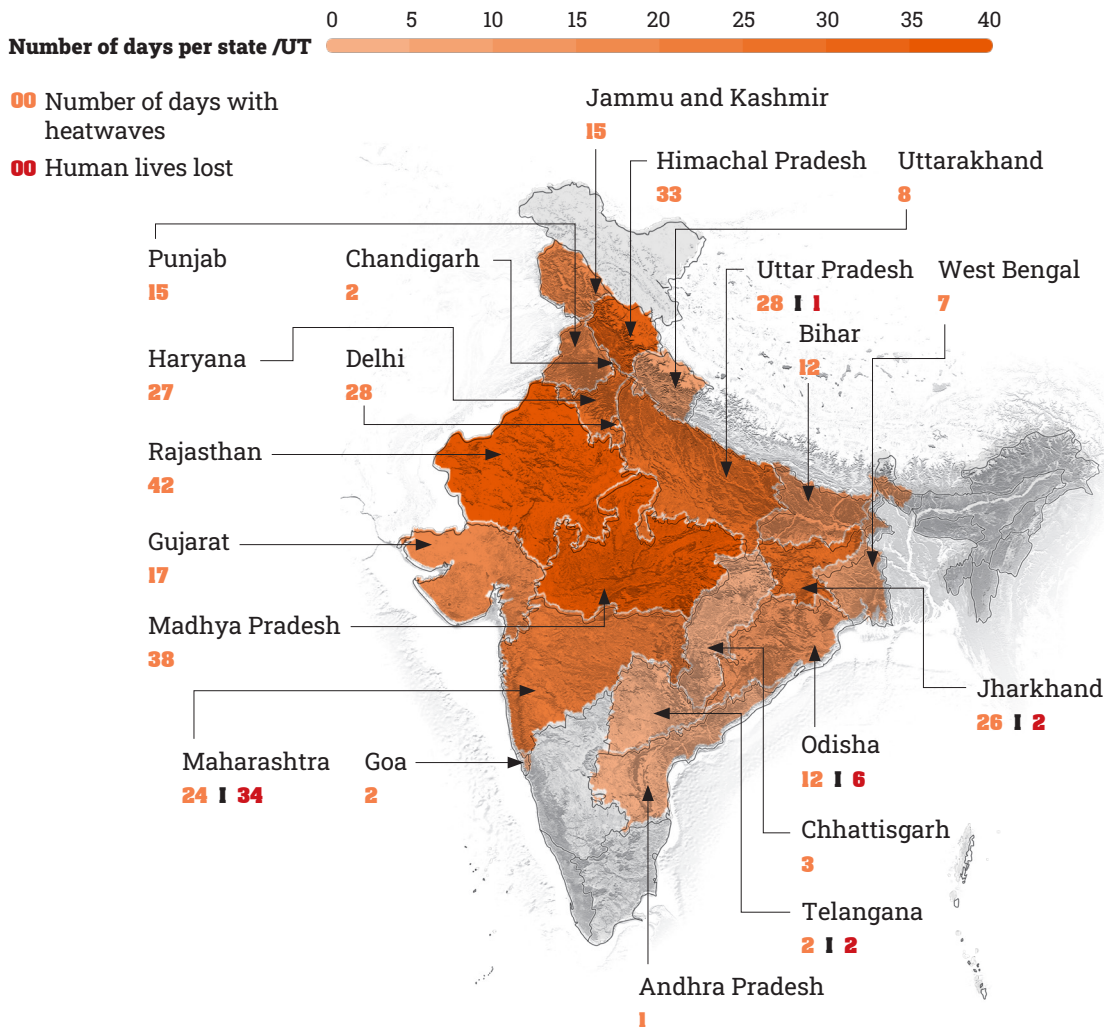 0 5 10 15 20 25 30 35 40
Number of days per state /UT
00 Number of days with
heatwaves
00 Human lives lost
Jammu and Kashmir
15
Himachal Pradesh
33
Uttarakhand
8
Punjab
15
Chandigarh
2
Uttar Pradesh
28 I 1
West Bengal
7
Bihar
12
Haryana
27
Delhi
28
Rajasthan
42
Gujarat
17
Madhya Pradesh
38
Jharkhand
26 I 2
Maharashtra
24 I 34
Goa
2
Odisha
12 I 6
Chhattisgarh
3
Telangana
2 I 2
Andhra Pradesh
1